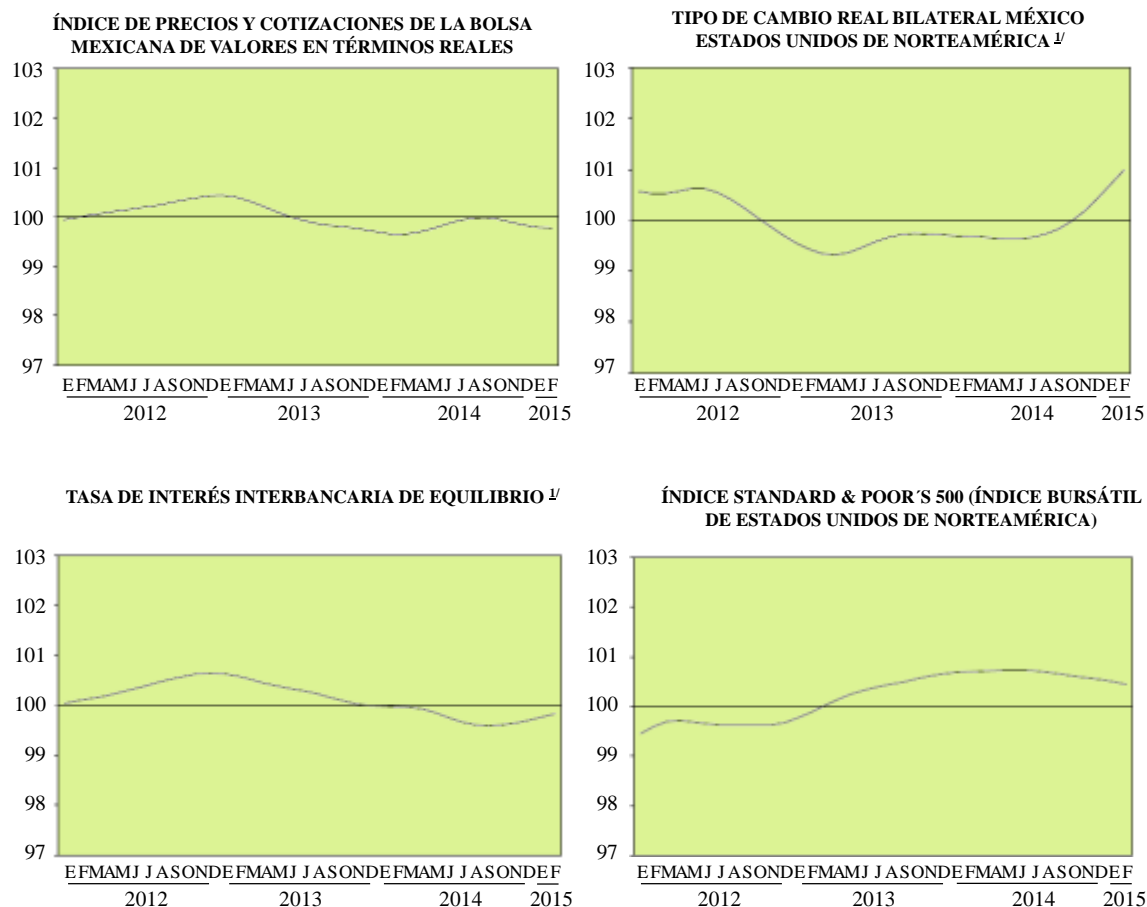 ÍNDICE DE PRECIOS Y COTIZACIONES DE LA BOLSA
MEXICANA DE VALORES EN TÉRMINOS REALES
103
102
101
100
99
98
97
E F M A M J J A S O N D E F M A M J J A S O N D E F M A M J J A S O N D E F
2012 2013 2014 2015
TIPO DE CAMBIO REAL BILATERAL MÉXICO
ESTADOS UNIDOS DE NORTEAMÉRICA 1/
103
102
101
100
99
98
97
E F M A M J J A S O N D E F M A M J J A S O N D E F M A M J J A S O N D E F
2012 2013 2014 2015
TASA DE INTERÉS INTERBANCARIA DE EQUILIBRIO 1/
103
102
101
100
99
98
97
E F M A M J J A S O N D E F M A M J J A S O N D E F M A M J J A S O N D E F
2012 2013 2014 2015
ÍNDICE STANDARD & POOR´S 500 (ÍNDICE BURSÁTIL
DE ESTADOS UNIDOS DE NORTEAMÉRICA)
103
102
101
100
99
98
97
E F M A M J J A S O N D E F M A M J J A S O N D E F M A M J J A S O N D E F
2012 2013 2014 2015